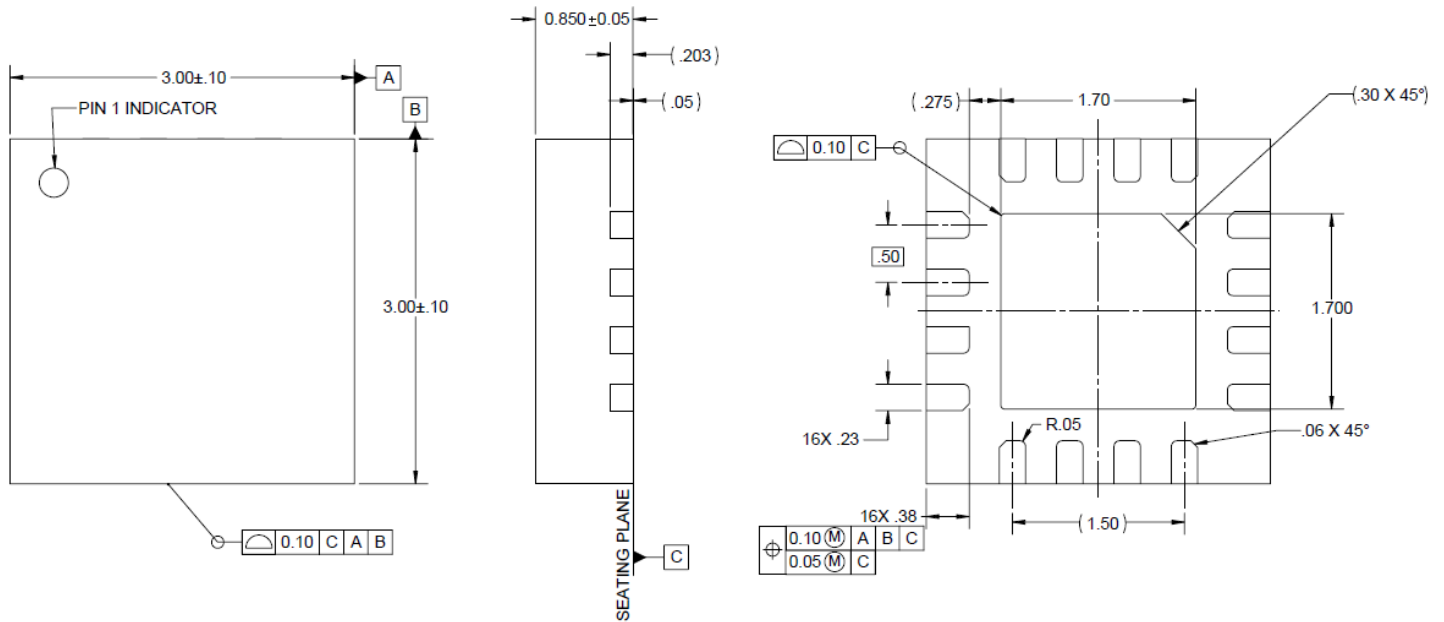 3.00±.10
A
PIN 1 INDICATOR
B
3.00±.10
0.10 C A B
0.850±0.05
(.203)
(.05)
SEATING PLANE
C
(.275)
1.70
(.30 X 45°)
0.10 C
.50
1.700
16X .23
R.05
.06 X 45°
16X .38
(1.50)
0.10 Ⓜ A B C
0.05 Ⓜ C